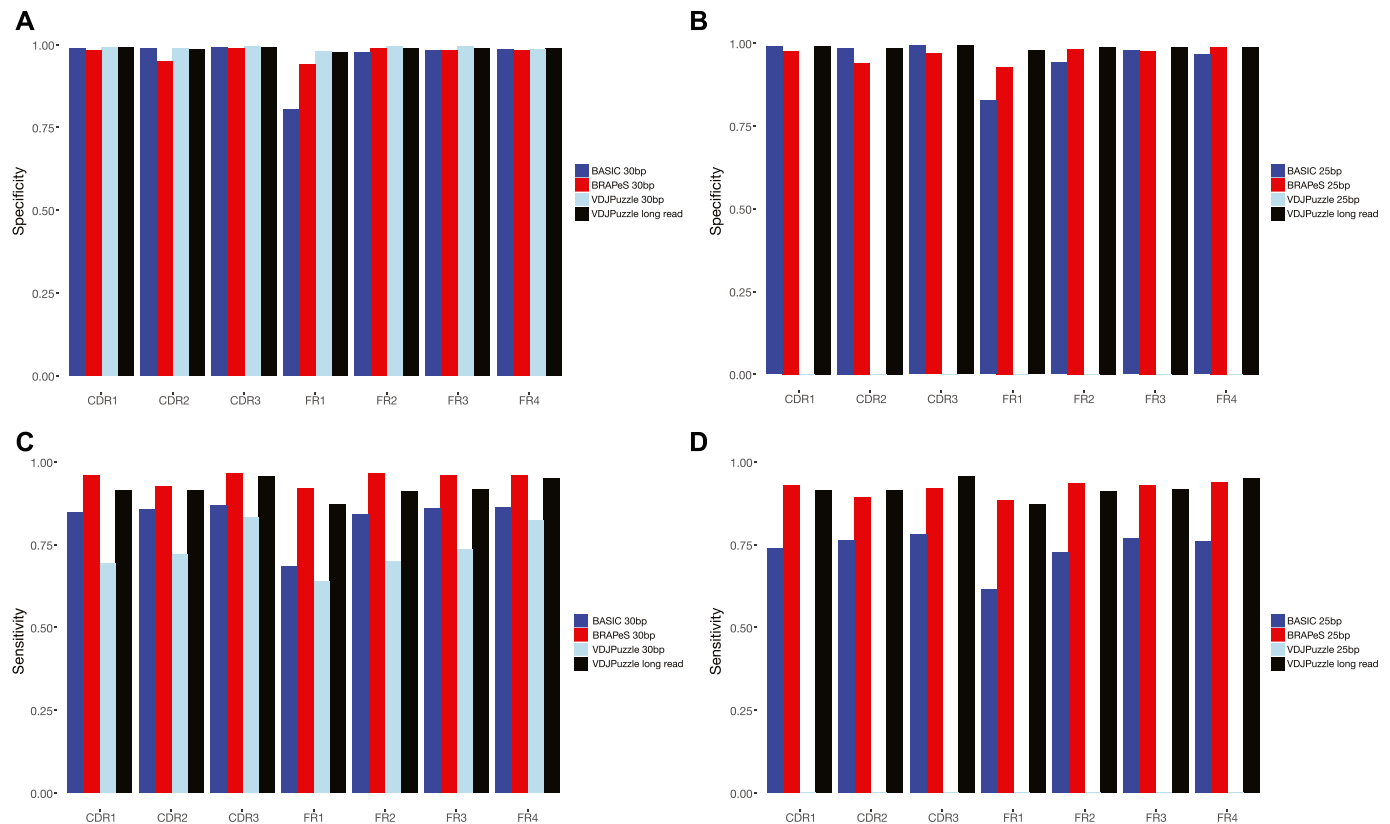 A
Specificity
1.00
0.75
0.50
0.25
0.00
CDR1 CDR2 CDR3 FR1 FR2 FR3 FR4
BASIC 30bp
BRAPeS 30bp
VDJPuzzle 30bp
VDJPuzzle long read
B
Specificity
1.00
0.75
0.50
0.25
0.00
CDR1 CDR2 CDR3 FR1 FR2 FR3 FR4
BASIC 25bp
BRAPeS 25bp
VDJPuzzle 25bp
VDJPuzzle long read
C
Sensitivity
1.00
0.75
0.50
0.25
0.00
CDR1 CDR2 CDR3 FR1 FR2 FR3 FR4
BASIC 30bp
BRAPeS 30bp
VDJPuzzle 30bp
VDJPuzzle long read
D
Sensitivity
1.00
0.75
0.50
0.25
0.00
CDR1 CDR2 CDR3 FR1 FR2 FR3 FR4
BASIC 25bp
BRAPeS 25bp
VDJPuzzle 25bp
VDJPuzzle long read